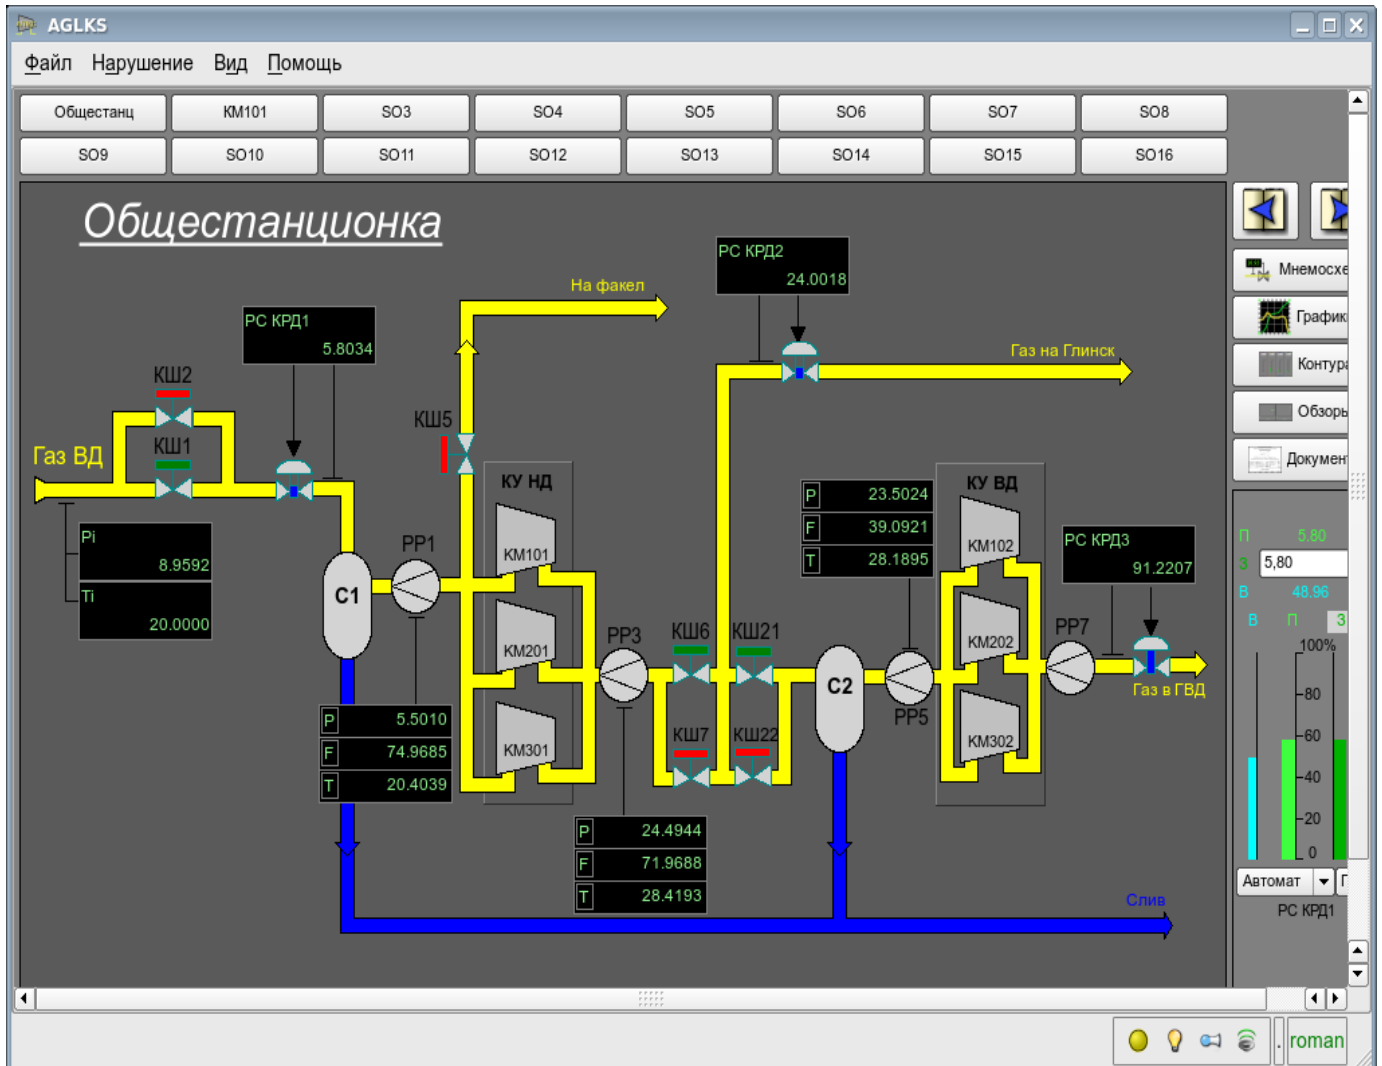 AGLKS
Файл Нарушение Вид Помощь
Общестанц КМ101 SO3 SO4 SO5 SO6 SO7 SO8
SO9 SO10 SO11 SO12 SO13 SO14 SO15 SO16
Общестанционка
РС КРД2
24.0018
На факел
РС КРД1
5.8034
Газ на Глинск
КШ2
КШ5
КШ1
Газ ВД
КУ НД
КУ ВД
P 23.5024
F 39.0921
T 28.1895
Pi
8.9592
Ti
20.0000
РР1
КМ101
КМ102
РС КРД3
91.2207
С1
КМ201
РР3
КШ6
КШ21
КМ202
РР7
С2
Газ в ГВД
РР5
P 5.5010
F 74.9685
T 20.4039
КМ301
КШ7
КШ22
КМ302
P 24.4944
F 71.9688
T 28.4193
Слив
Мнемосхе
График
Контура
Обзоры
Докумен
П 5.80
З 5,80
В 48.96
В П З
100%
80
60
40
20
0
Автомат
РС КРД1
roman